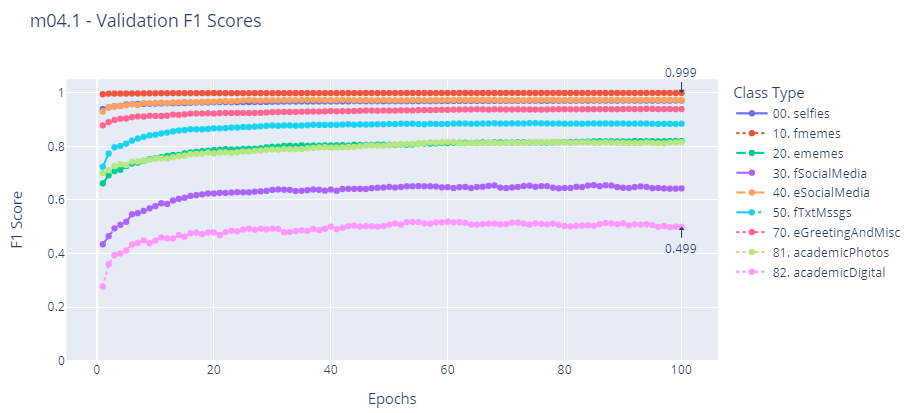 m04.1 - Validation F1 Scores
0.999
Class Type
00. selfies
10. fmemes
20. ememes
30. fSocialMedia
40. eSocialMedia
50. fTxtMssgs
70. eGreetingAndMisc
81. academicPhotos
82. academicDigital
F1 Score
1
0.8
0.6
0.4
0.2
0
0.499
0
20
40
60
80
100
Epochs